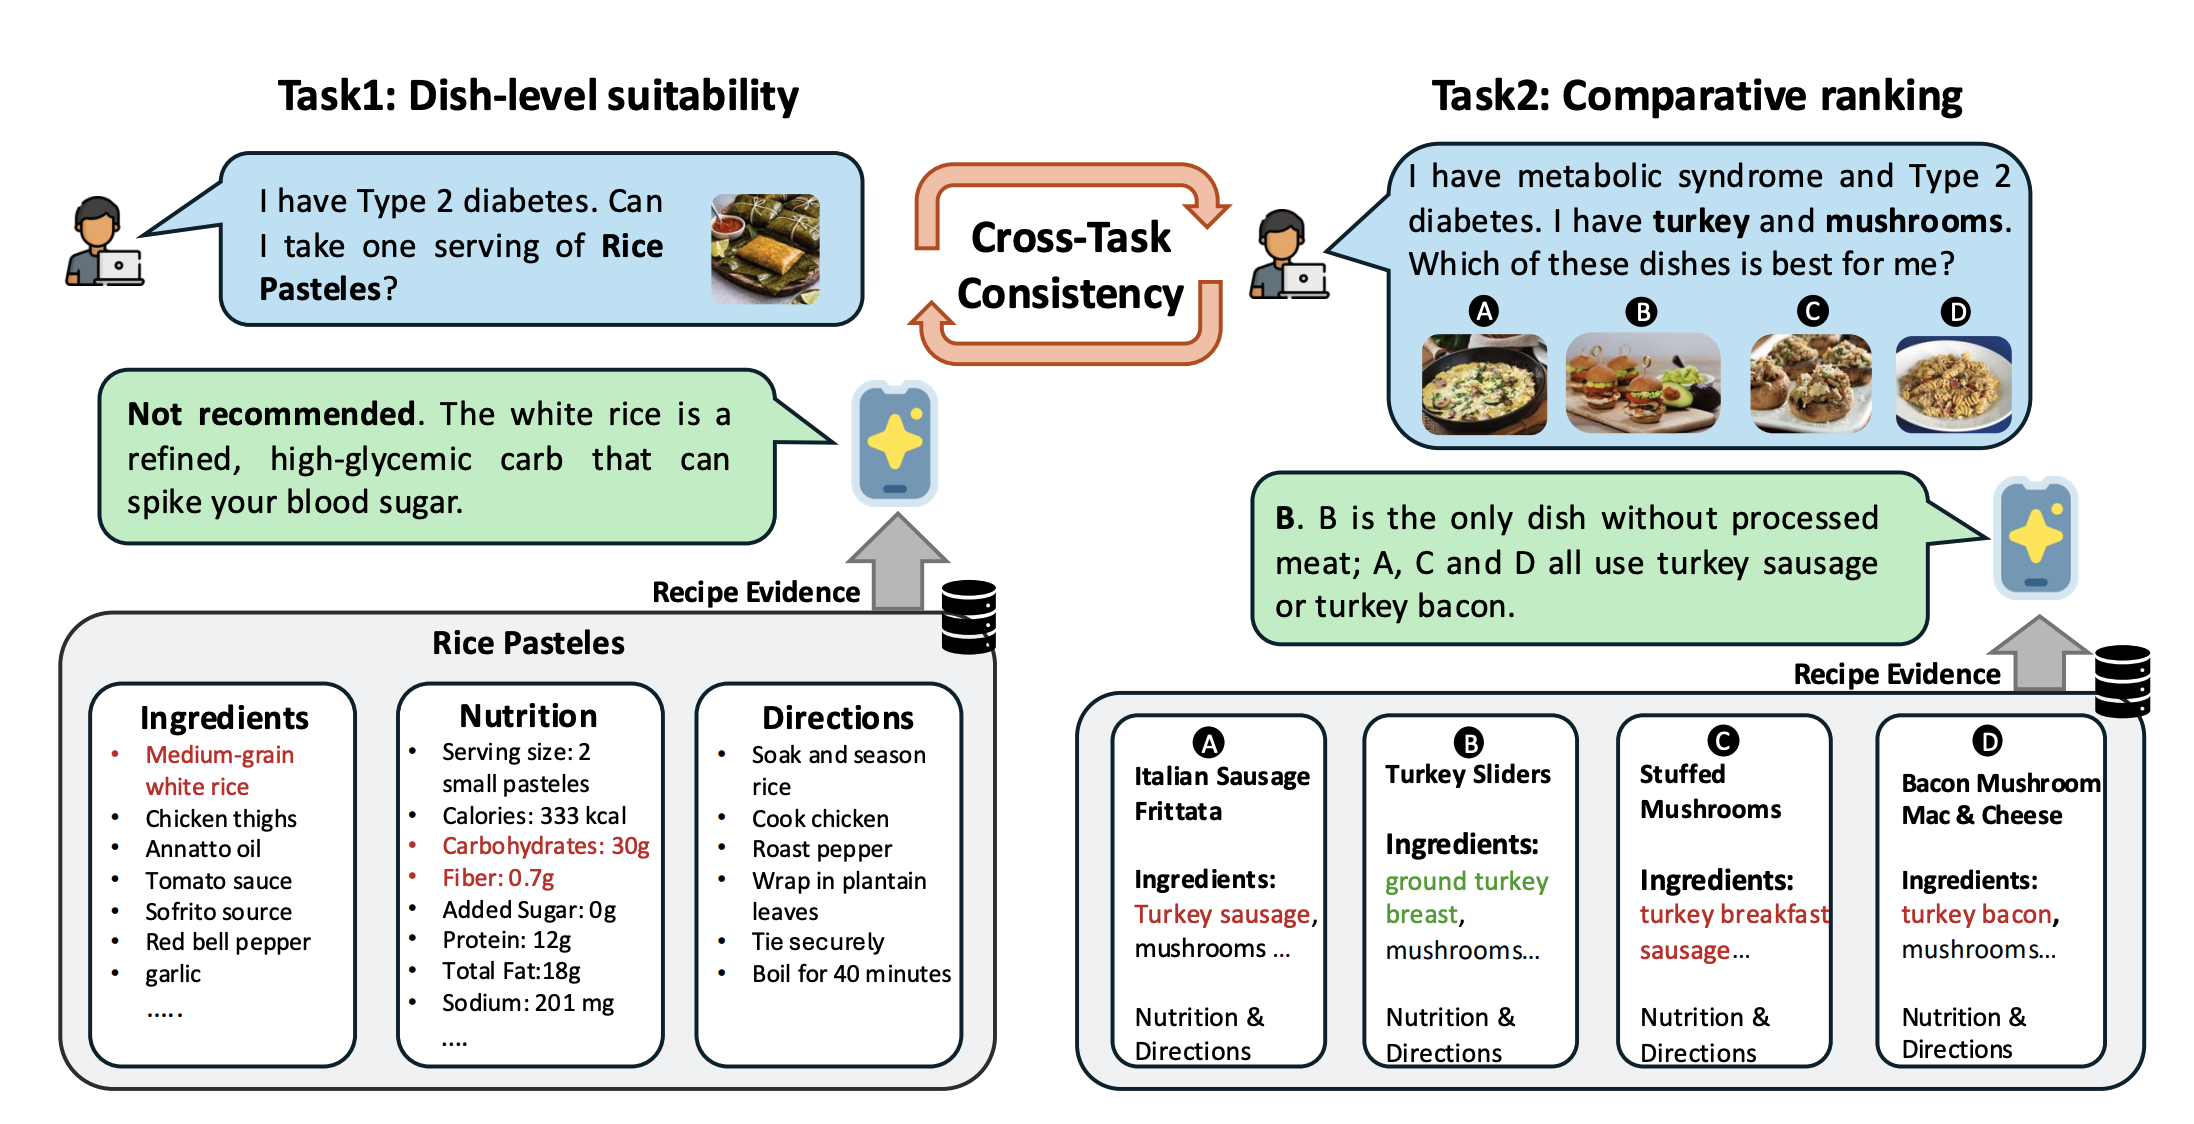 Task1: Dish-level suitability
I have Type 2 diabetes. Can
I take one serving of Rice
Pasteles?
Not recommended. The white rice is a
refined, high-glycemic carb that can
spike your blood sugar.
Recipe Evidence
Rice Pasteles
Ingredients
• Medium-grain
white rice
• Chicken thighs
• Annatto oil
• Tomato sauce
• Sofrito source
• Red bell pepper
• garlic
.....
Nutrition
• Serving size: 2
small pasteles
• Calories: 333 kcal
• Carbohydrates: 30g
• Fiber: 0.7g
• Added Sugar: 0g
• Protein: 12g
• Total Fat:18g
• Sodium: 201 mg
....
Directions
• Soak and season
rice
• Cook chicken
• Roast pepper
• Wrap in plantain
leaves
• Tie securely
• Boil for 40 minutes
Cross-Task
Consistency
Task2: Comparative ranking
I have metabolic syndrome and Type 2
diabetes. I have turkey and mushrooms.
Which of these dishes is best for me?
A B C D
B. B is the only dish without processed
meat; A, C and D all use turkey sausage
or turkey bacon.
Recipe Evidence
A
Italian Sausage
Frittata
Ingredients:
Turkey sausage,
mushrooms ...
Nutrition &
Directions
B
Turkey Sliders
Ingredients:
ground turkey
breast,
mushrooms...
Nutrition &
Directions
C
Stuffed
Mushrooms
Ingredients:
turkey breakfast
sausage...
Nutrition &
Directions
D
Bacon Mushroom
Mac & Cheese
Ingredients:
turkey bacon,
mushrooms...
Nutrition &
Directions